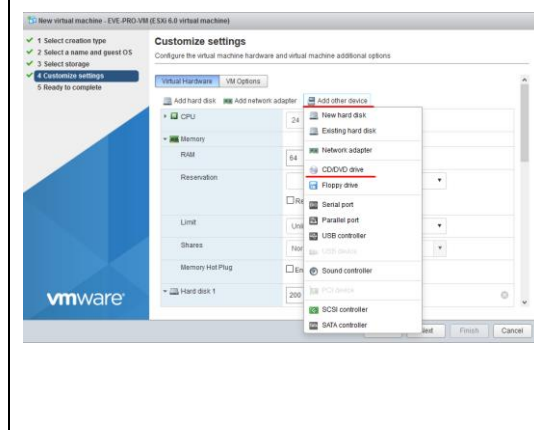 New virtual machine - EVE-PRO-VM (ESXi 6.0 virtual machine)
1 Select creation type
2 Select a name and guest OS
3 Select storage
4 Customize settings
5 Ready to complete
Customize settings
Configure the virtual machine hardware and virtual machine additional options
Virtual Hardware VM Options
Add hard disk Add network adapter Add other device
CPU 24
Memory
RAM 64
Reservation
Re
Limit Unli
Shares Nor
Memory Hot Plug En
Hard disk 1 200
New hard disk
Existing hard disk
Network adapter
CD/DVD drive
Floppy drive
Serial port
Parallel port
USB controller
USB device
Sound controller
PCI device
SCSI controller
SATA controller
vmware
Next Finish Cancel